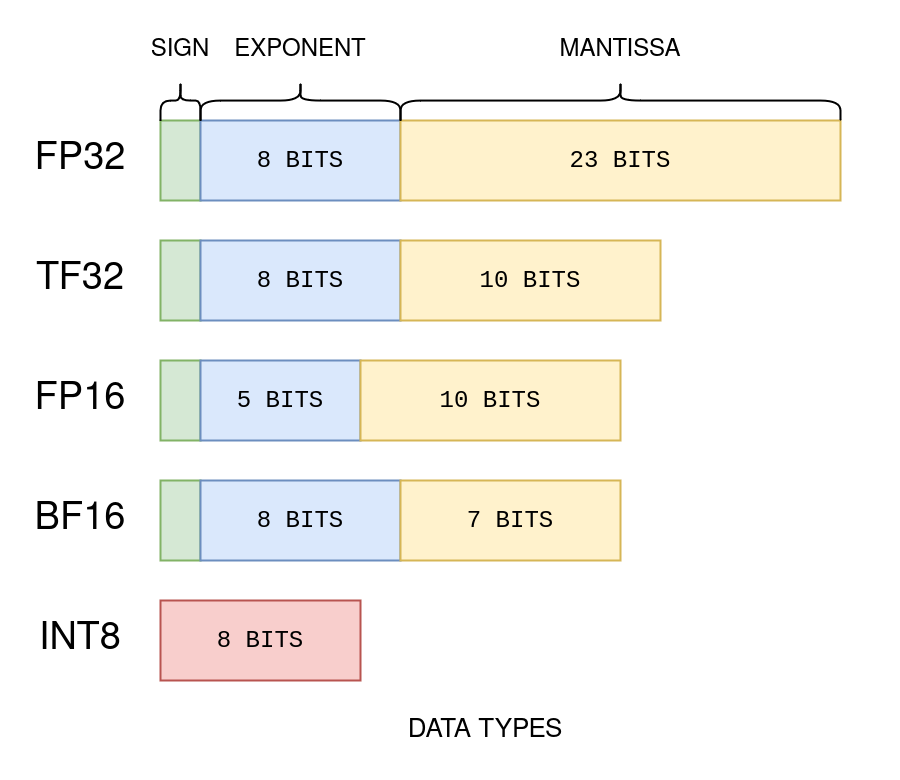 SIGN EXPONENT MANTISSA
FP32 8 BITS 23 BITS
TF32 8 BITS 10 BITS
FP16 5 BITS 10 BITS
BF16 8 BITS 7 BITS
INT8 8 BITS
DATA TYPES